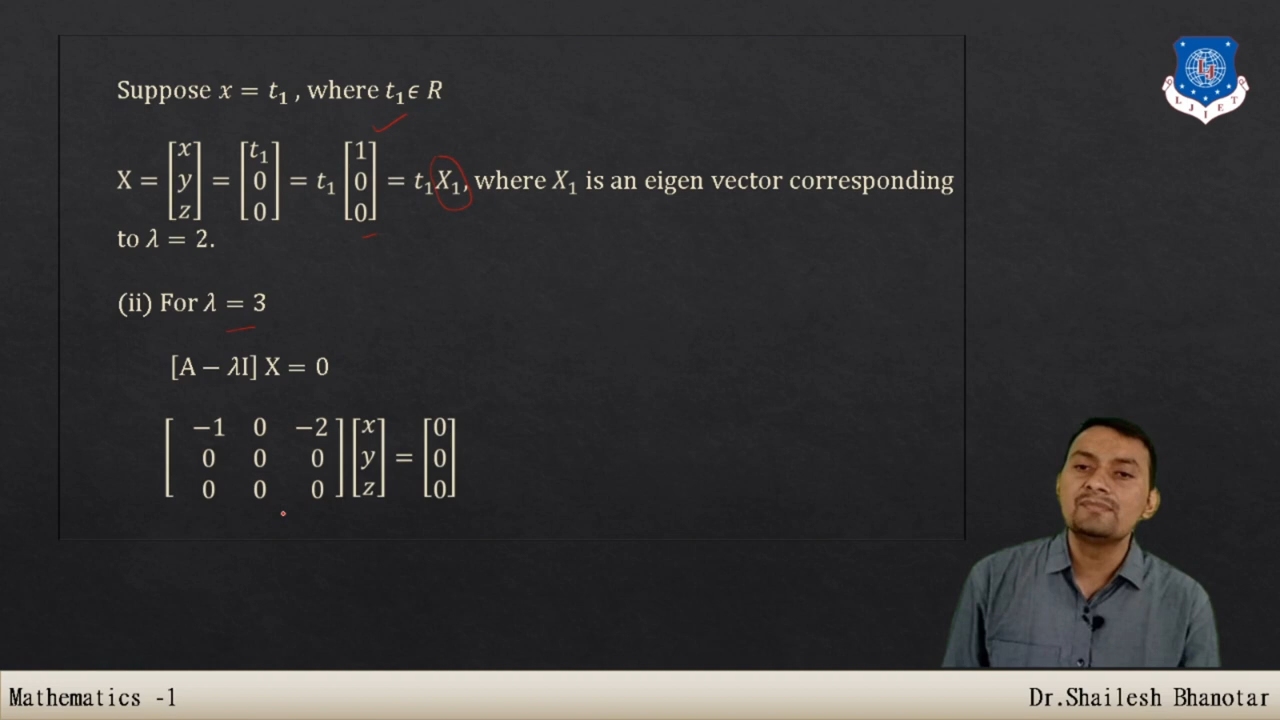 Suppose x = t₁ , where t₁ϵ R
X = [x y z] = [t₁ 0 0] = t₁ [1 0 0] = t₁X₁, where X₁ is an eigen vector corresponding
to λ = 2.
(ii) For λ = 3
[A − λI] X = 0
[−1 0 −2
0 0 0
0 0 0] [x y z] = [0 0 0]
LJIET
Mathematics -1
Dr.Shailesh Bhanotar